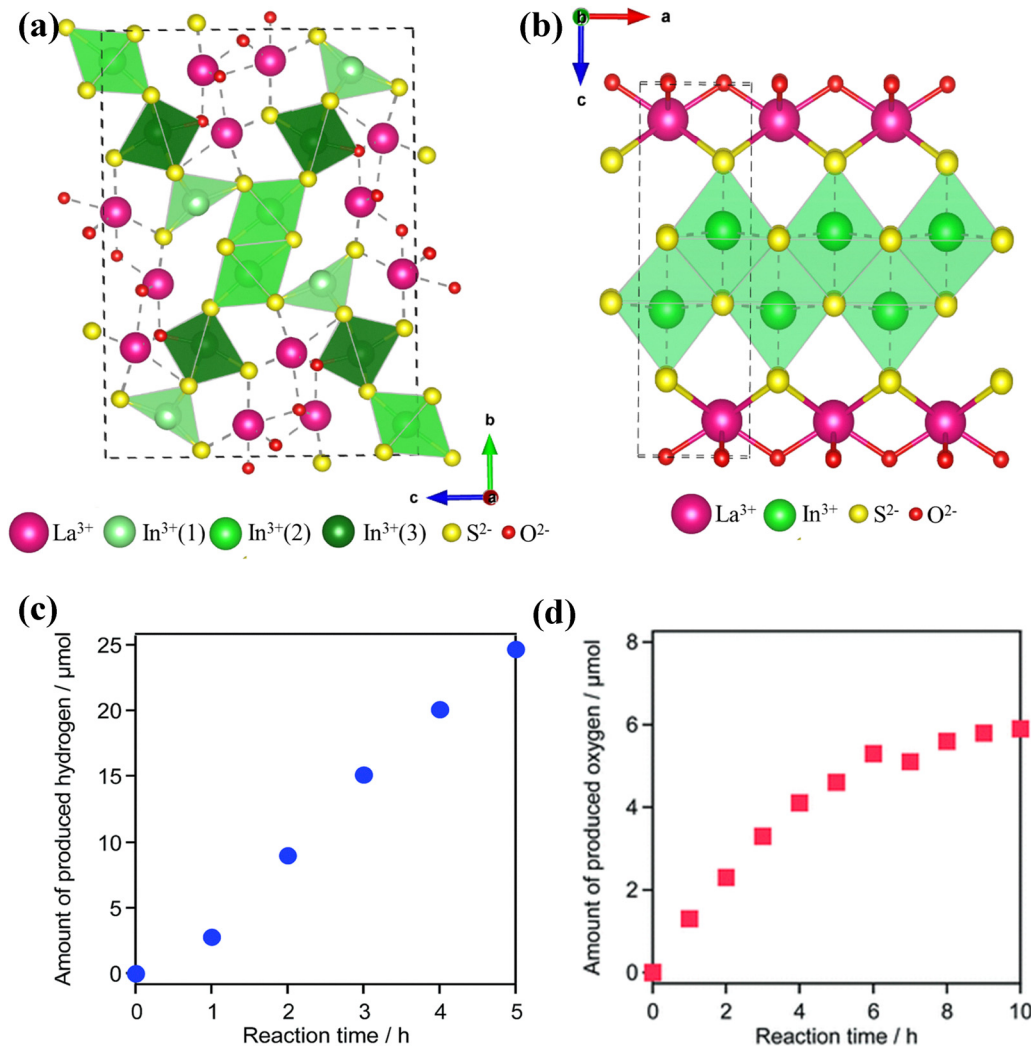 (a)
(b)
b
a
c
b
c
a
La³⁺ In³⁺(1) In³⁺(2) In³⁺(3) S²⁻ O²⁻
La³⁺ In³⁺ S²⁻ O²⁻
(c)
Amount of produced hydrogen / μmol
25
20
15
10
5
0
0 1 2 3 4 5
Reaction time / h
(d)
Amount of produced oxygen / μmol
8
6
4
2
0
0 2 4 6 8 10
Reaction time / h